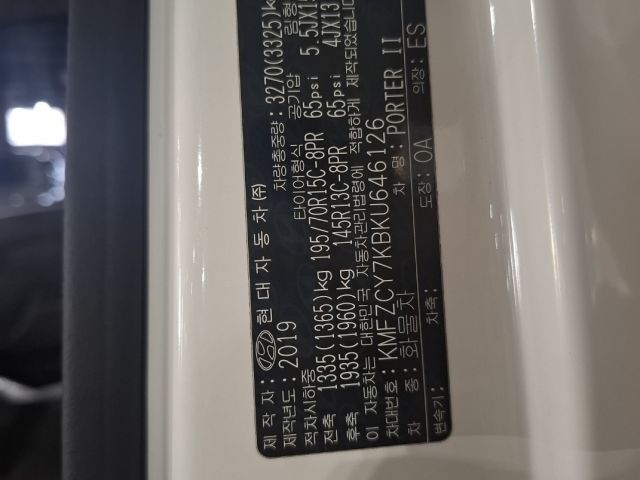 제 작 자: 현 대 자 동 차 ㈜
제작년도: 2019 차량총중량: 3270(3325)k
적차시하중 타이어형식 공기압 림형
전축 1335(1365)kg 195/70R15C-8PR 65psi 5.5JX15
후축 1935(1960)kg 145R13C-8PR 65psi 4JX13
이 자동차는 대한민국 자동차관리법령에 적합하게 제작되었습
차대번호: KMFZCY7KBKU646126
차 종: 화물차 차 명: PORTER II
변속기: 차축: 도장: OA 의장: ES